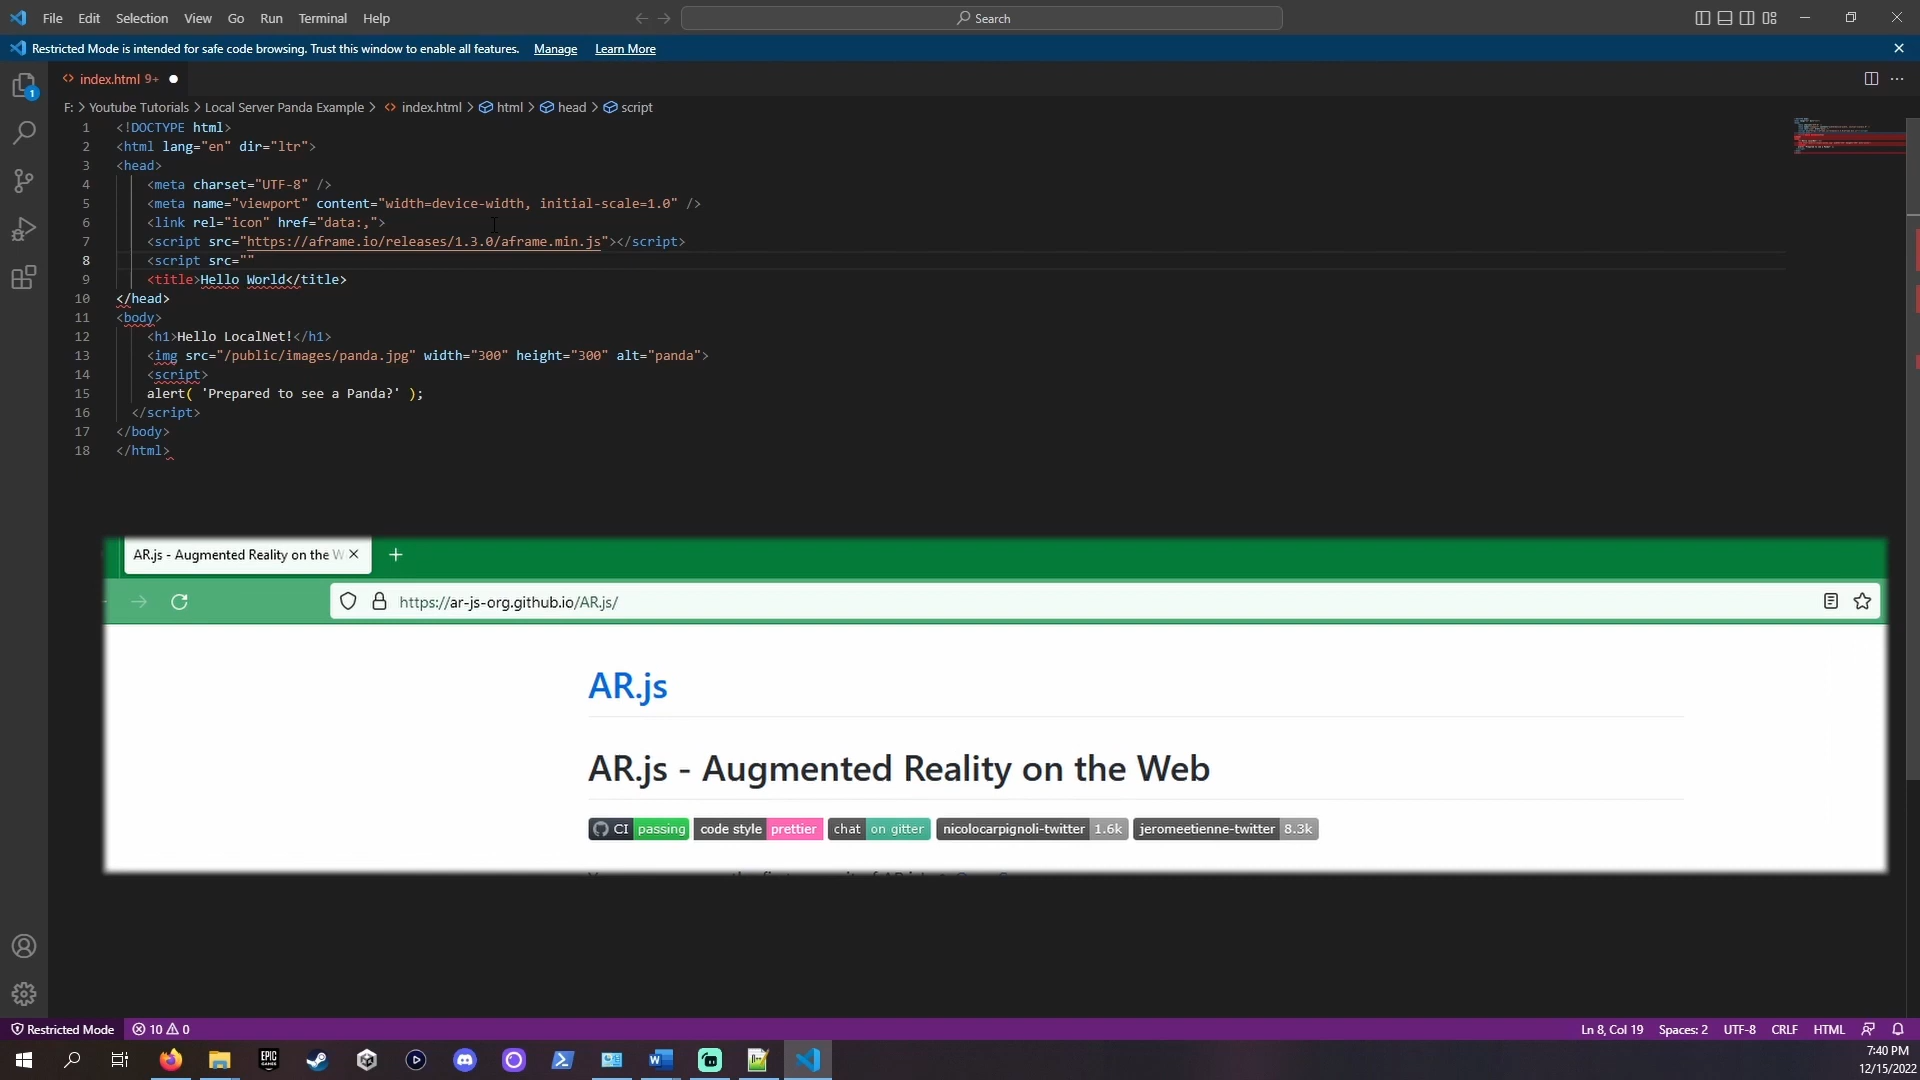 File Edit Selection View Go Run Terminal Help
Search
Restricted Mode is intended for safe code browsing. Trust this window to enable all features. Manage Learn More
1
index.html 9+
F: > Youtube Tutorials > Local Server Panda Example > index.html > html > head > script
1 <!DOCTYPE html>
2 <html lang="en" dir="ltr">
3 <head>
4 <meta charset="UTF-8" />
5 <meta name="viewport" content="width=device-width, initial-scale=1.0" />
6 <link rel="icon" href="data:,">
7 <script src="https://aframe.io/releases/1.3.0/aframe.min.js"></script>
8 <script src=""
9 <title>Hello World</title>
10 </head>
11 <body>
12 <h1>Hello LocalNet!</h1>
13 <img src="/public/images/panda.jpg" width="300" height="300" alt="panda">
14 <script>
15 alert( 'Prepared to see a Panda?' );
16 </script>
17 </body>
18 </html>
AR.js - Augmented Reality on the W
https://ar-js-org.github.io/AR.js/
AR.js
AR.js - Augmented Reality on the Web
CI passing code style prettier chat on gitter nicolocarpignoli-twitter 1.6k jeromeetienne-twitter 8.3k
Restricted Mode 10 0 Ln 8, Col 19 Spaces: 2 UTF-8 CRLF HTML
EPIC GAMES
W
7:40 PM
12/15/2022